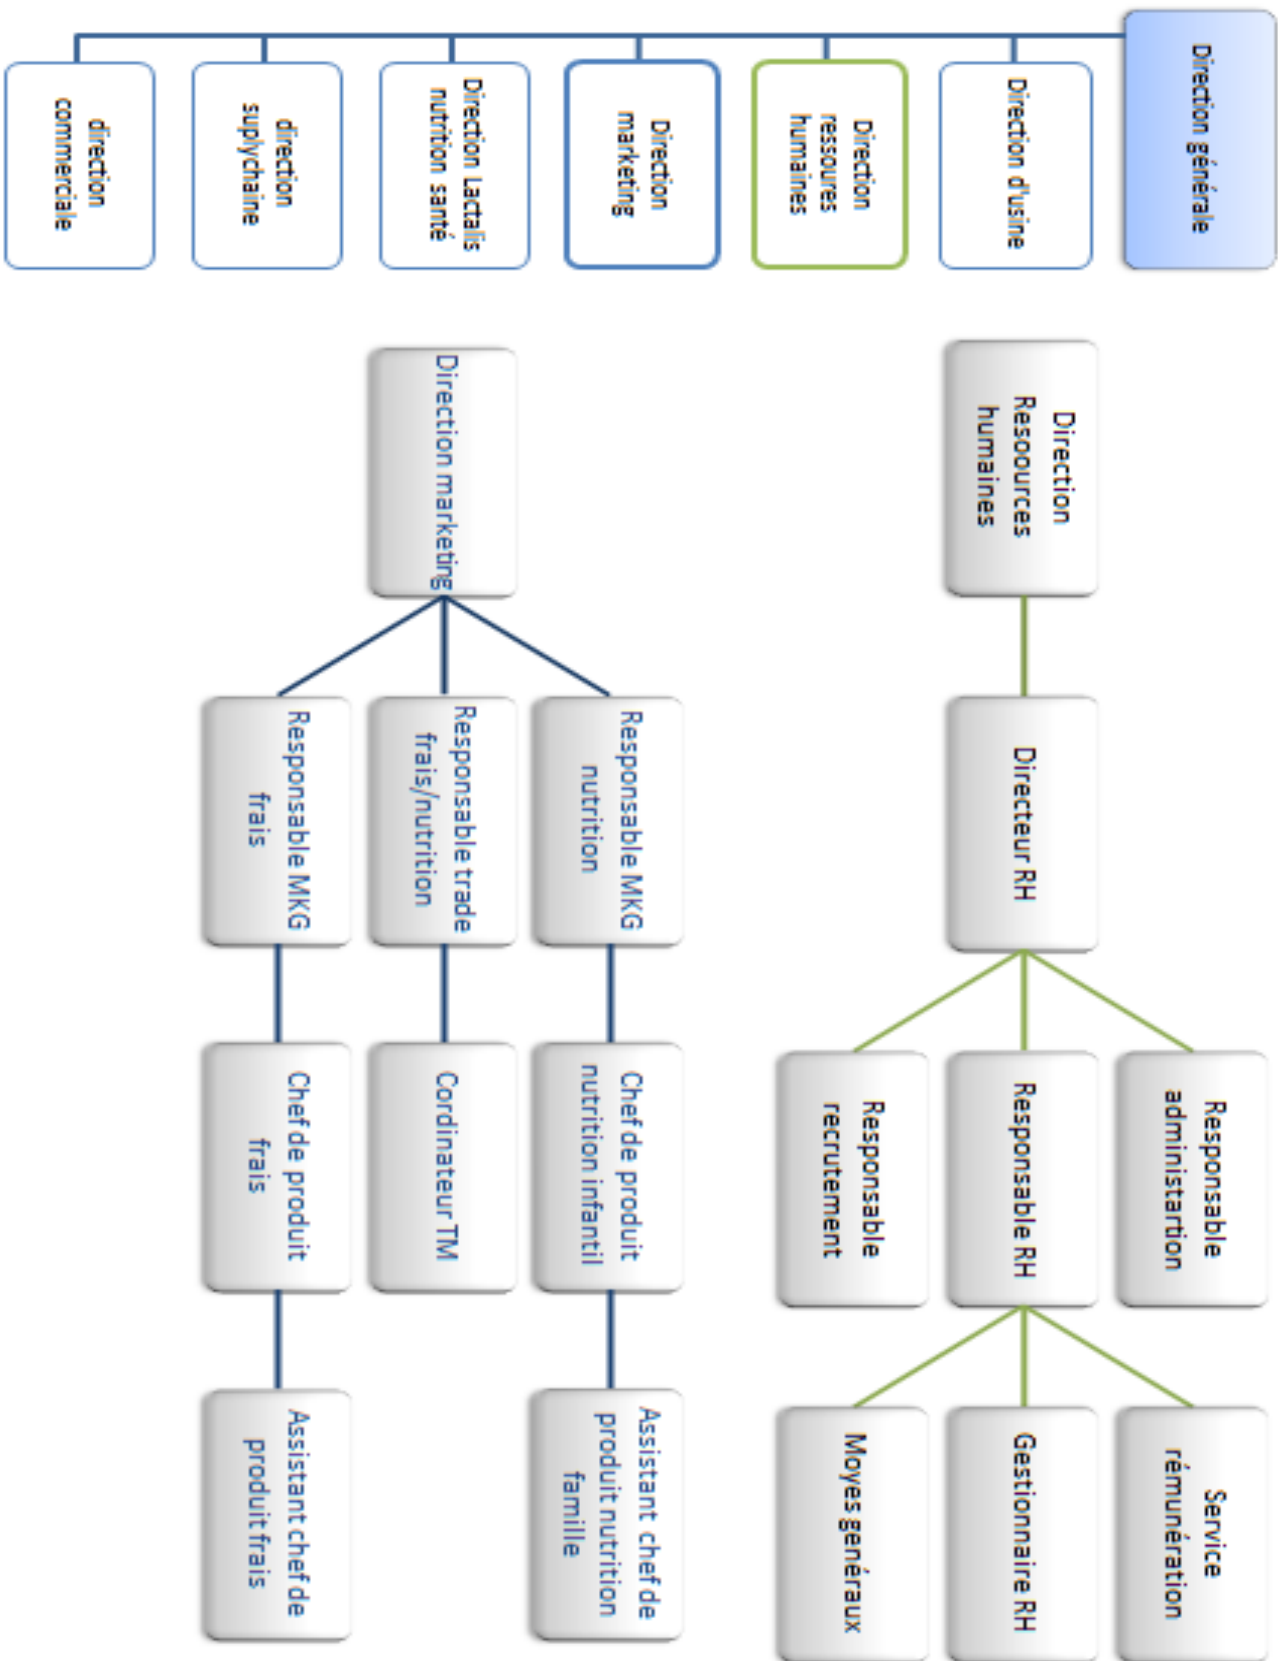 Direction générale
Direction d'usine
Direction
ressoures
humaines
Direction
marketing
Direction Lactalis
nutrition santé
direction
suplychaine
direction
commerciale
Direction
Resoources
humaines
Directeur RH
Responsable
administartion
Responsable RH
Responsable
recrutement
Service
rémunération
Gestionnaire RH
Moyes genéraux
Direction marketing
Responsable MKG
nutrition
Responsable trade
frais/nutrition
Responsable MKG
frais
Chef de produit
nutrition infantil
Cordinateur TM
Chef de produit
frais
Assistant chef de
produit nutrition
famille
Assistant chef de
produit frais